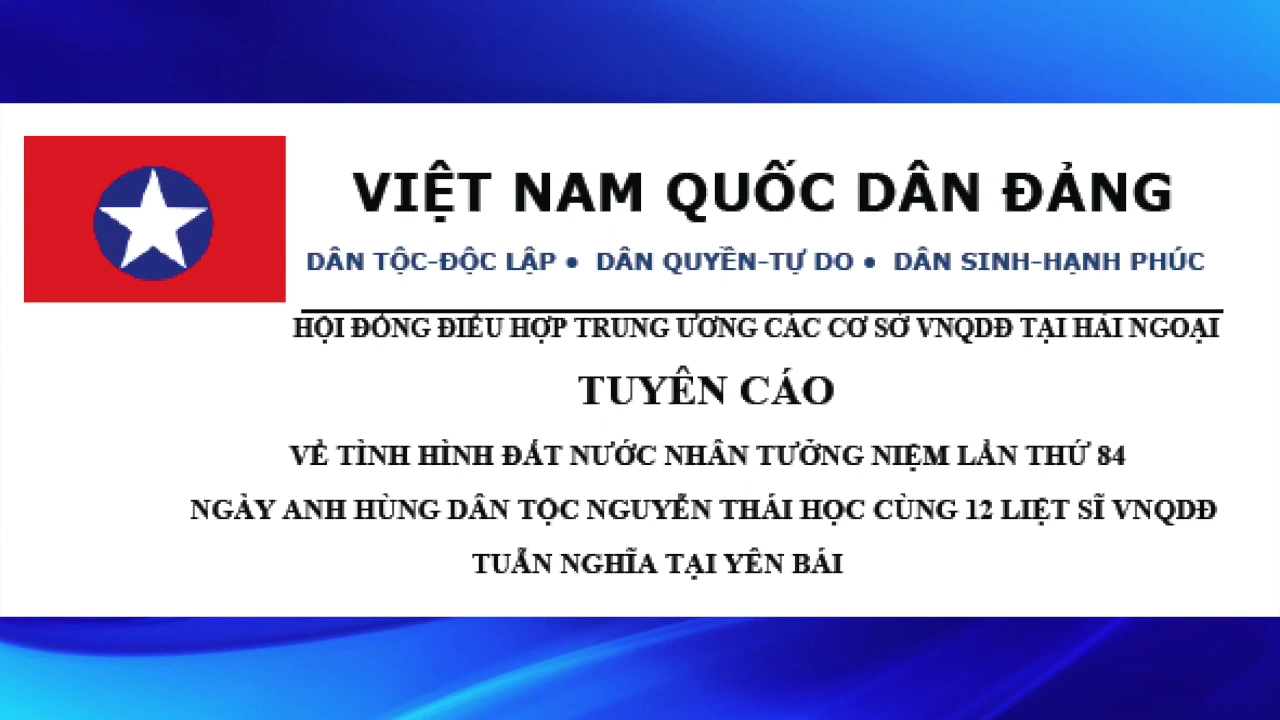 VIỆT NAM QUỐC DÂN ĐẢNG
DÂN TỘC-ĐỘC LẬP • DÂN QUYỀN-TỰ DO • DÂN SINH-HẠNH PHÚC
HỘI ĐỒNG ĐIỀU HỢP TRUNG ƯƠNG CÁC CƠ SỞ VNQDĐ TẠI HẢI NGOẠI
TUYÊN CÁO
VỀ TÌNH HÌNH ĐẤT NƯỚC NHÂN TƯỞNG NIỆM LẦN THỨ 84
NGÀY ANH HÙNG DÂN TỘC NGUYỄN THÁI HỌC CÙNG 12 LIỆT SĨ VNQDĐ
TUẪN NGHĨA TẠI YÊN BÁI